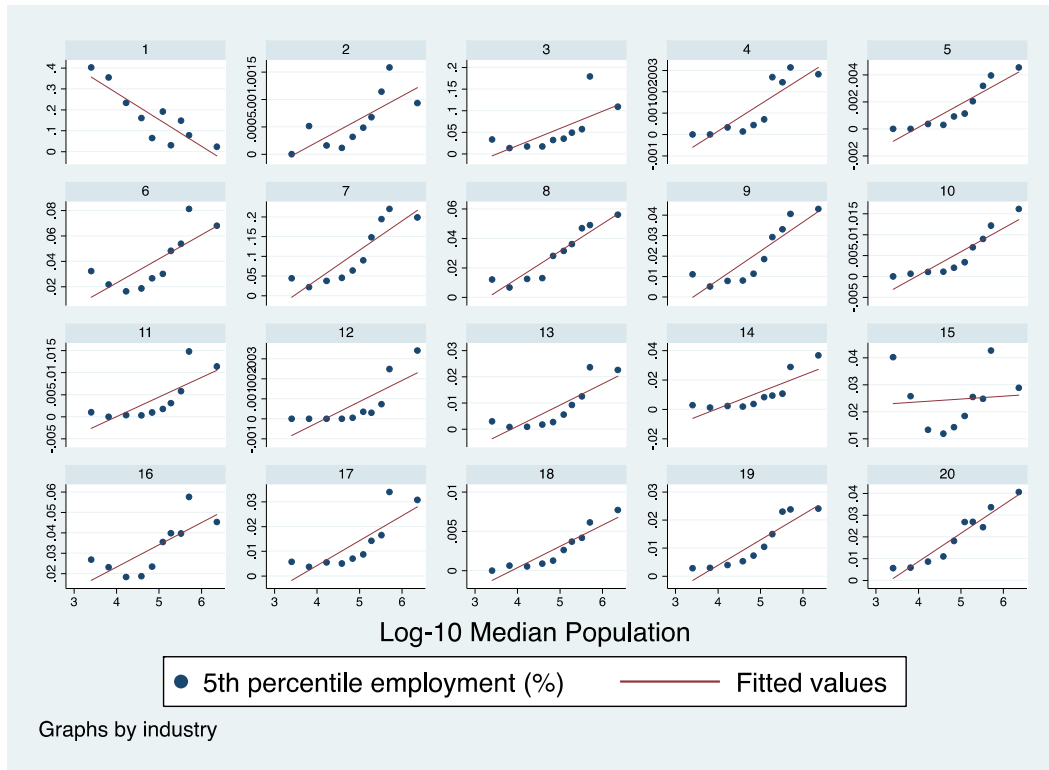 1 2 3 4 5
0 .1 .2 .3 .4
0 .0005 .001 .0015
0 .05 .1 .15 .2
-.001 0 .001 .002 .003
-.002 0 .002 .004
6 7 8 9 10
.02 .04 .06 .08
0 .05 .1 .15 .2
0 .02 .04 .06
0 .01 .02 .03 .04
-.005 0 .005 .01 .015
11 12 13 14 15
-.005 0 .005 .01 .015
-.001 0 .001 .002 .003
0 .01 .02 .03
-.02 0 .02 .04
.01 .02 .03 .04
16 17 18 19 20
.02 .03 .04 .05 .06
0 .01 .02 .03
0 .005 .01
0 .01 .02 .03
0 .01 .02 .03 .04
3 4 5 6 3 4 5 6 3 4 5 6 3 4 5 6 3 4 5 6
Log-10 Median Population
5th percentile employment (%) Fitted values
Graphs by industry